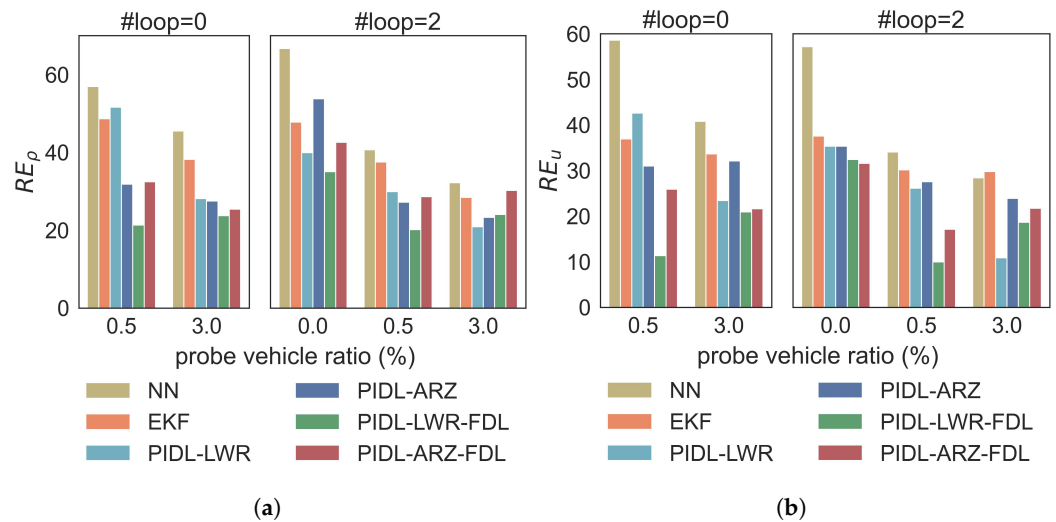 (a)
#loop=0
#loop=2
RE_ρ
60
40
20
0
0.5
3.0
0.0
0.5
3.0
probe vehicle ratio (%)
NN
EKF
PIDL-LWR
PIDL-ARZ
PIDL-LWR-FDL
PIDL-ARZ-FDL
(a)
(b)
#loop=0
#loop=2
RE_u
60
50
40
30
20
10
0
0.5
3.0
0.0
0.5
3.0
probe vehicle ratio (%)
NN
EKF
PIDL-LWR
PIDL-ARZ
PIDL-LWR-FDL
PIDL-ARZ-FDL
(b)